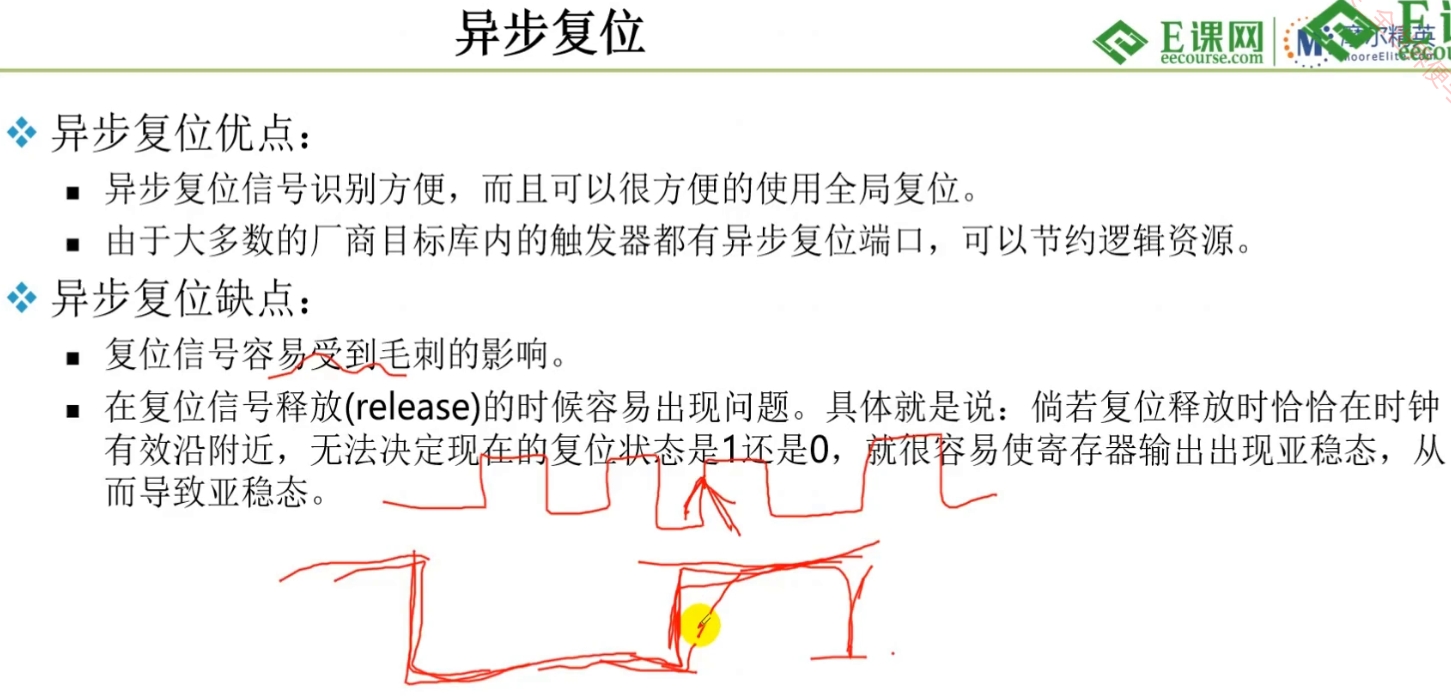 异步复位
E课网
eecourse.com
异步复位优点：
异步复位信号识别方便，而且可以很方便的使用全局复位。
由于大多数的厂商目标库内的触发器都有异步复位端口，可以节约逻辑资源。
异步复位缺点：
复位信号容易受到毛刺的影响。
在复位信号释放(release)的时候容易出现问题。具体就是说：倘若复位释放时恰恰在时钟
有效沿附近，无法决定现在的复位状态是1还是0，就很容易使寄存器输出出现亚稳态，从
而导致亚稳态。